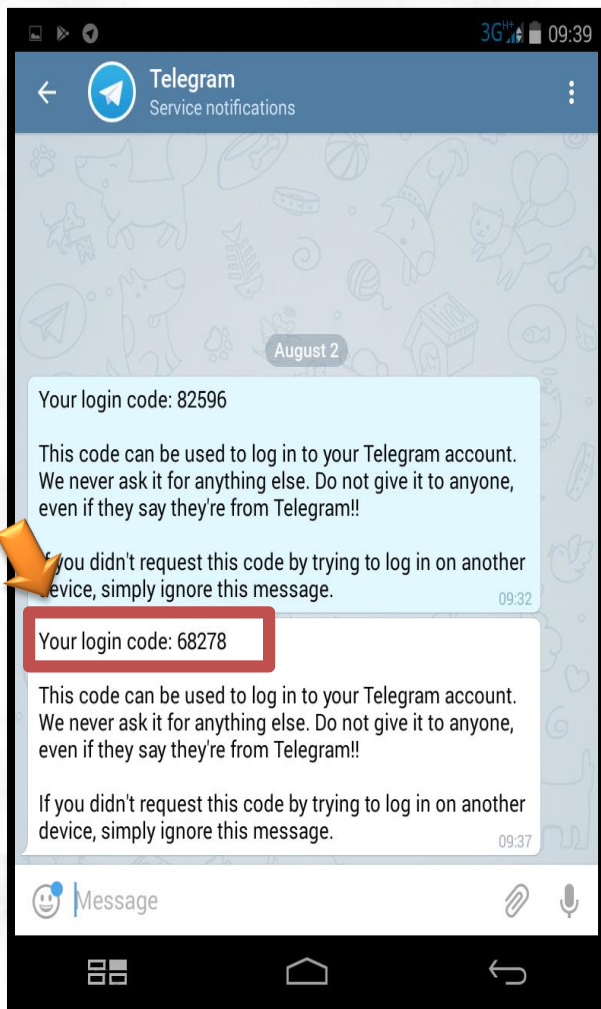 3G H+ 09:39
Telegram
Service notifications
August 2
Your login code: 82596
This code can be used to log in to your Telegram account.
We never ask it for anything else. Do not give it to anyone,
even if they say they're from Telegram!!
If you didn't request this code by trying to log in on another
device, simply ignore this message.
09:32
Your login code: 68278
This code can be used to log in to your Telegram account.
We never ask it for anything else. Do not give it to anyone,
even if they say they're from Telegram!!
If you didn't request this code by trying to log in on another
device, simply ignore this message.
09:37
Message